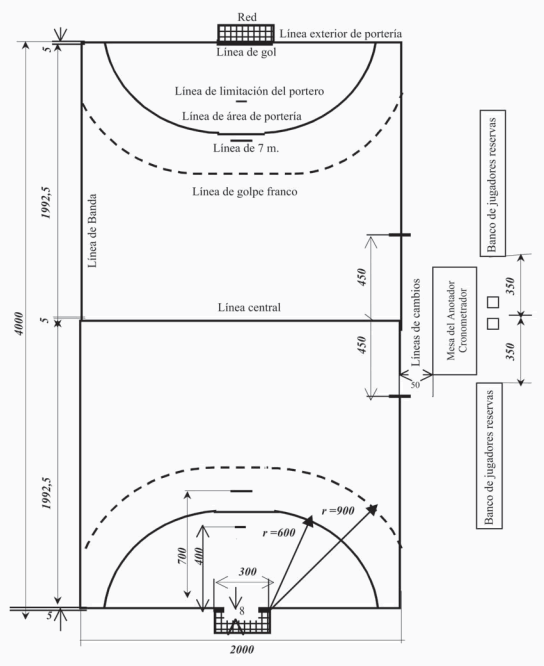 Red
Línea exterior de portería
Línea de gol
5
Línea de limitación del portero
Línea de área de portería
Línea de 7 m.
Línea de golpe franco
1992,5
Línea de Banda
Banco de jugadores reservas
450
350
Línea central
4000
5
Líneas de cambios
Mesa del Anotador
Cronometrador
450
350
50
Banco de jugadores reservas
1992,5
r =900
r =600
700
400
300
8
5
2000